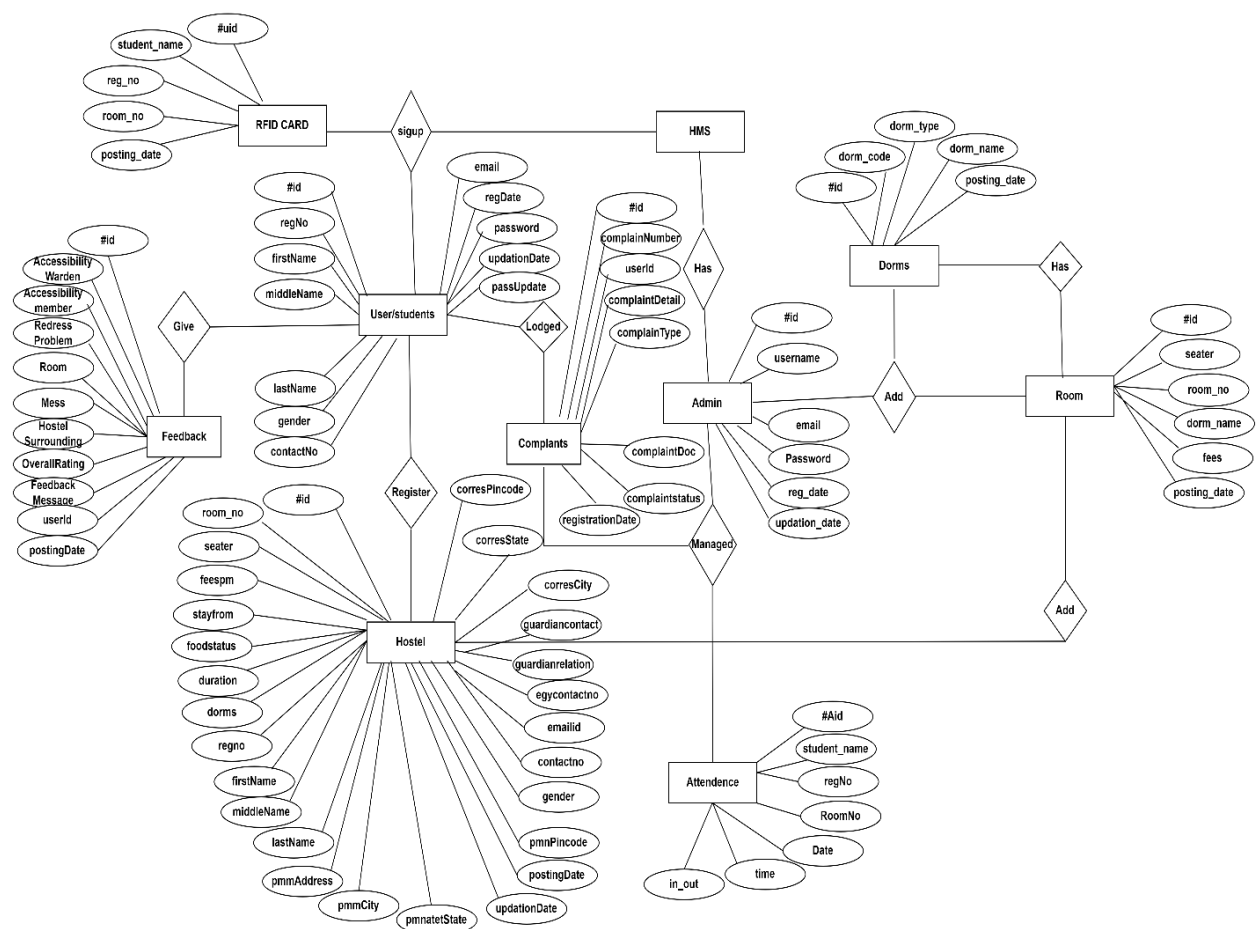 #uid
student_name
reg_no
room_no
posting_date
RFID CARD
sigup
HMS
dorm_type
dorm_code
dorm_name
#id
posting_date
Dorms
Has
#id
regNo
firstName
middleName
email
regDate
password
updationDate
passUpdate
User/students
lastName
gender
contactNo
#id
complainNumber
userId
complaintDetail
complainType
Has
Lodged
Give
#id
Accessibility
Warden
Accessibility
member
Redress
Problem
Room
Mess
Hostel
Surrounding
OverallRating
Feedback
Message
userId
postingDate
Feedback
Complants
complaintDoc
complaintstatus
registrationDate
#id
username
Admin
email
Password
reg_date
updation_date
Add
Room
#id
seater
room_no
dorm_name
fees
posting_date
Register
Managed
Add
#id
corresPincode
room_no
corresState
seater
feespm
stayfrom
foodstatus
duration
dorms
regno
firstName
middleName
lastName
pmmAddress
pmmCity
pmnatetState
updationDate
postingDate
pmnPincode
gender
contactno
emailid
egycontactno
guardianrelation
guardiancontact
corresCity
Hostel
#Aid
student_name
regNo
RoomNo
Date
time
in_out
Attendence